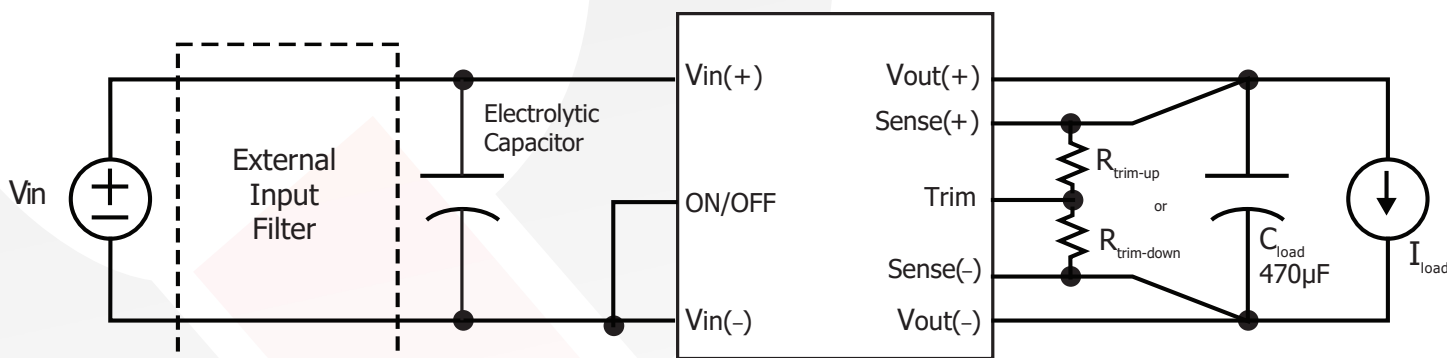 Vin
External
Input
Filter
Electrolytic
Capacitor
Vin(+)
ON/OFF
Vin(−)
Vout(+)
Sense(+)
Trim
Sense(−)
Vout(−)
Rtrim-up
or
Rtrim-down
Cload
470µF
Iload